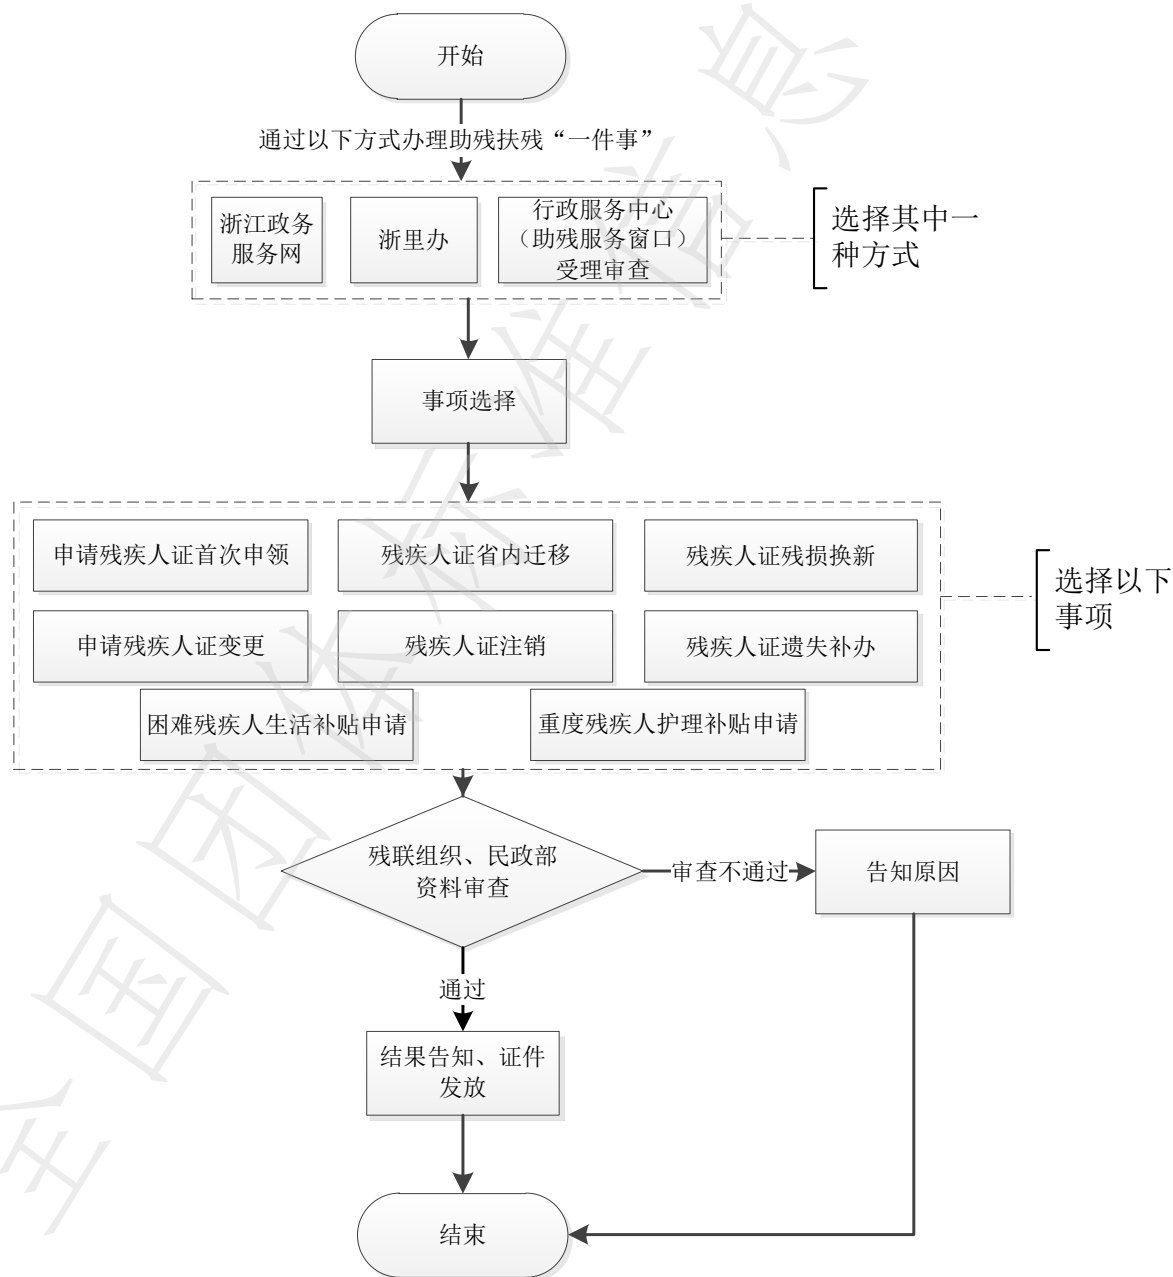 开始
通过以下方式办理助残扶残“一件事”
浙江政务
服务网
浙里办
行政服务中心
（助残服务窗口）
受理审查
选择其中一
种方式
事项选择
申请残疾人证首次申领
残疾人证省内迁移
残疾人证残损换新
申请残疾人证变更
残疾人证注销
残疾人证遗失补办
困难残疾人生活补贴申请
重度残疾人护理补贴申请
选择以下
事项
残联组织、民政部
资料审查
审查不通过
告知原因
通过
结果告知、证件
发放
结束
全国团体标准信息